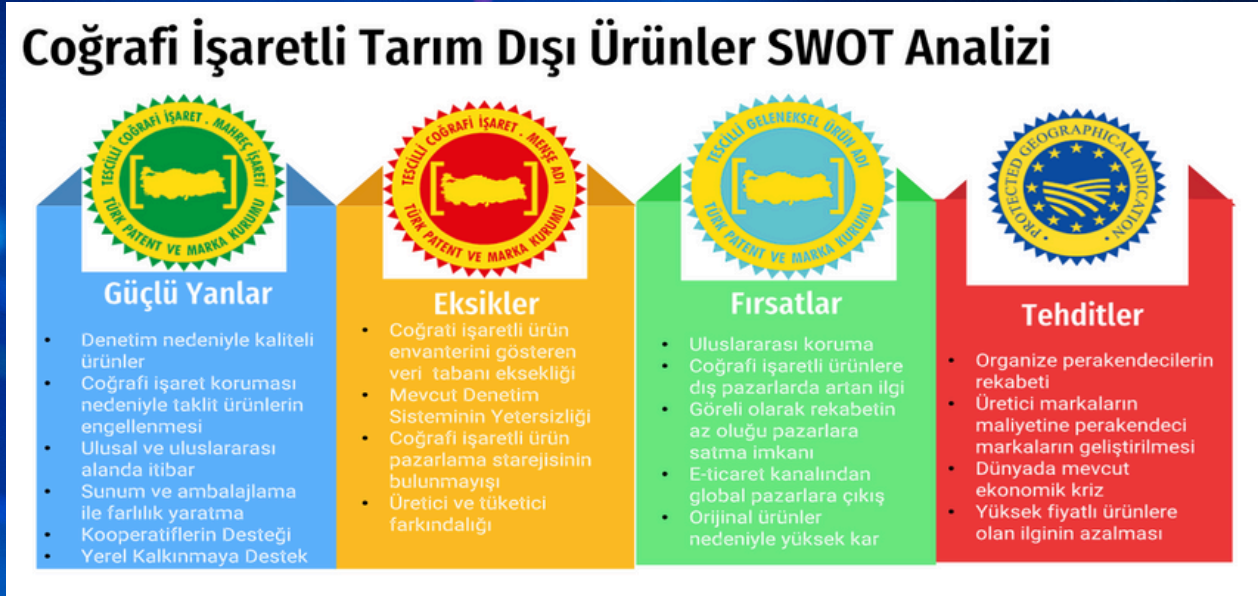 Coğrafi İşaretli Tarım Dışı Ürünler SWOT Analizi
TESCİLLİ COĞRAFİ İŞARET . MAHREÇ İŞARETİ
TÜRK PATENT VE MARKA KURUMU
Güçlü Yanlar
• Denetim nedeniyle kaliteli
ürünler
• Coğrafi işaret koruması
nedeniyle taklit ürünlerin
engellenmesi
• Ulusal ve uluslararası
alanda itibar
• Sunum ve ambalajlama
ile farlılık yaratma
• Kooperatiflerin Desteği
• Yerel Kalkınmaya Destek
TESCİLLİ COĞRAFİ İŞARET . MENŞE ADI
TÜRK PATENT VE MARKA KURUMU
Eksikler
• Coğrati işaretli ürün
envanterini gösteren
veri tabanı eksekliği
• Mevcut Denetim
Sisteminin Yetersizliği
• Coğrafi işaretli ürün
pazarlama starejisinin
bulunmayışı
• Üretici ve tüketici
farkındalığı
TESCİLLİ GELENEKSEL ÜRÜN ADI
TÜRK PATENT VE MARKA KURUMU
Fırsatlar
• Uluslararası koruma
• Coğrafi işaretli ürünlere
dış pazarlarda artan ilgi
• Göreli olarak rekabetin
az oluğu pazarlara
satma imkanı
• E-ticaret kanalından
global pazarlara çıkış
• Orijinal ürünler
nedeniyle yüksek kar
PROTECTED GEOGRAPHICAL INDICATION
Tehditler
• Organize perakendecilerin
rekabeti
• Üretici markaların
maliyetine perakendeci
markaların geliştirilmesi
• Dünyada mevcut
ekonomik kriz
• Yüksek fiyatlı ürünlere
olan ilginin azalması